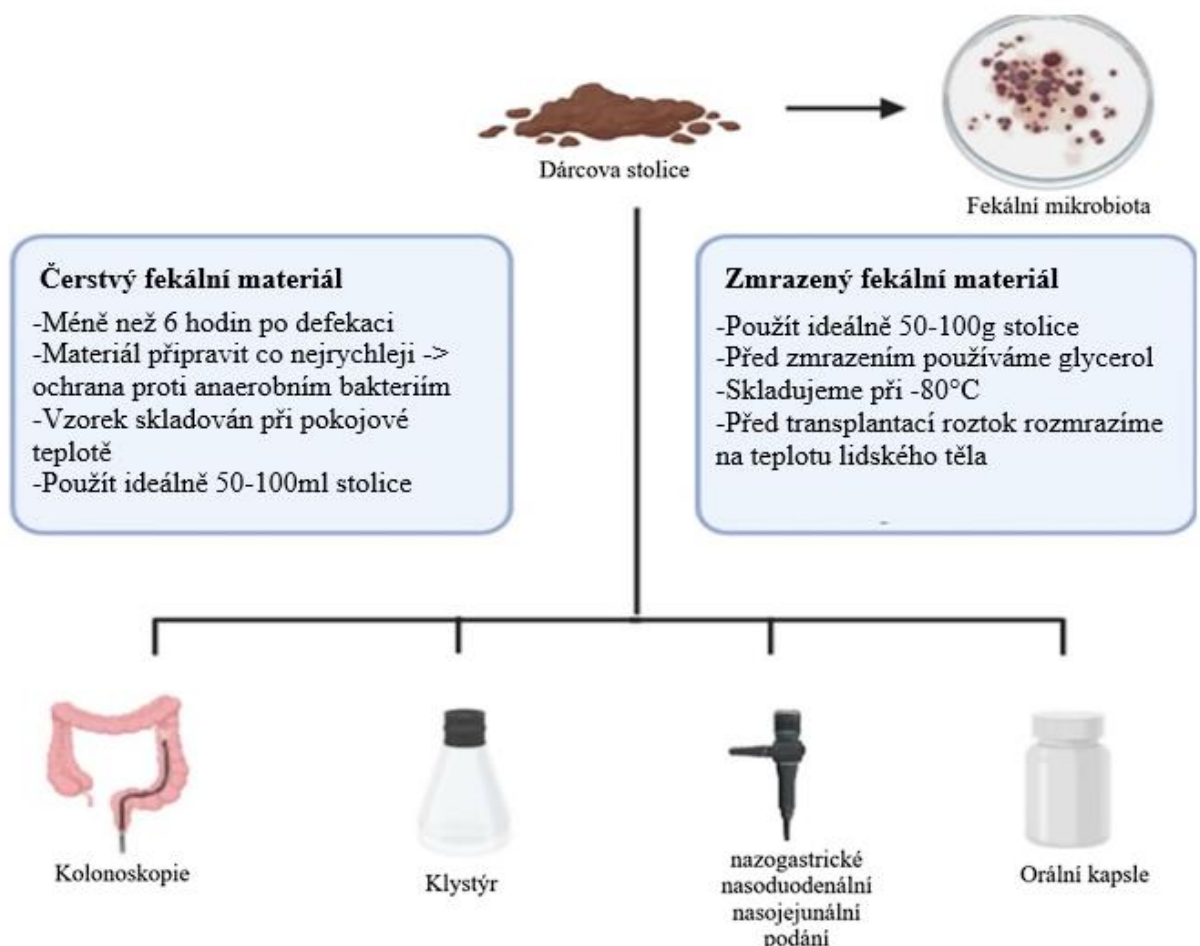 Dárcova stolice
Fekální mikrobiota
Čerstvý fekální materiál
-Méně než 6 hodin po defekaci
-Materiál připravit co nejrychleji ->
ochrana proti anaerobním bakteriím
-Vzorek skladován při pokojové
teplotě
-Použít ideálně 50-100ml stolice
Zmrazený fekální materiál
-Použít ideálně 50-100g stolice
-Před zmrazením používáme glycerol
-Skladujeme při -80°C
-Před transplantací roztok rozmrazíme
na teplotu lidského těla
Kolonoskopie
Klystýr
nazogastrické
nasoduodenální
nasojejunální
podání
Orální kapsle